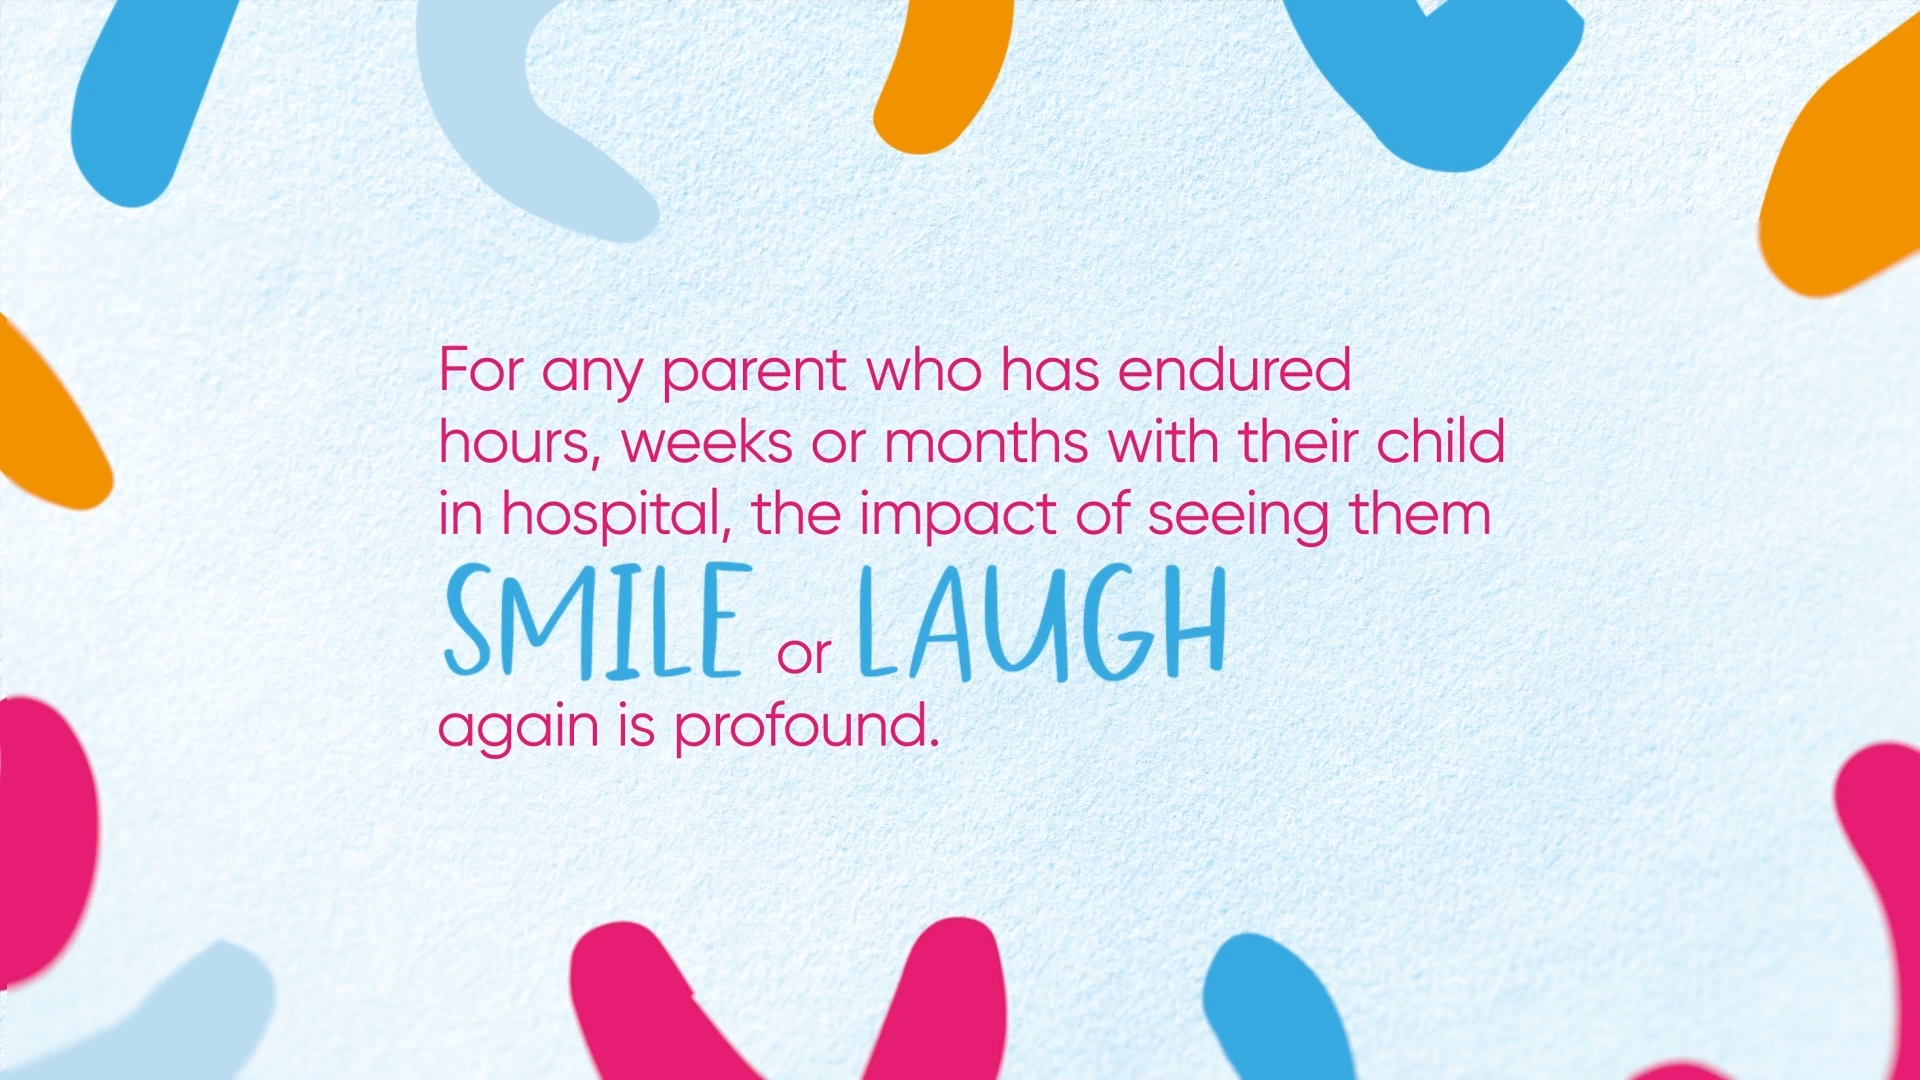 For any parent who has endured
hours, weeks or months with their child
in hospital, the impact of seeing them
SMILE or LAUGH
again is profound.